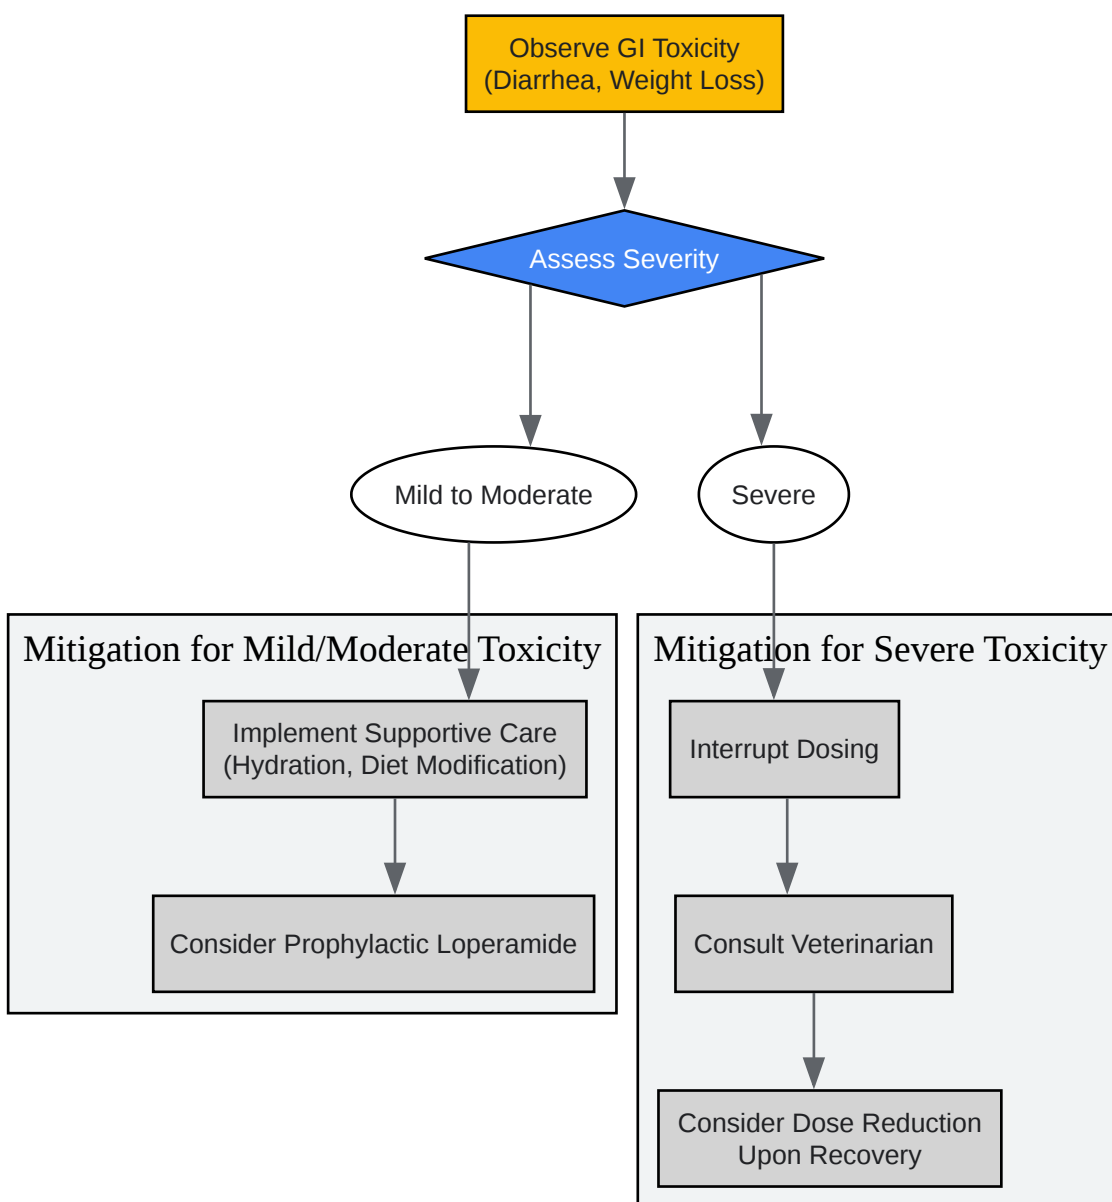 Observe GI Toxicity
(Diarrhea, Weight Loss)
Assess Severity
Mild to Moderate
Severe
Mitigation for Mild/Moderate Toxicity
Implement Supportive Care
(Hydration, Diet Modification)
Consider Prophylactic Loperamide
Mitigation for Severe Toxicity
Interrupt Dosing
Consult Veterinarian
Consider Dose Reduction
Upon Recovery